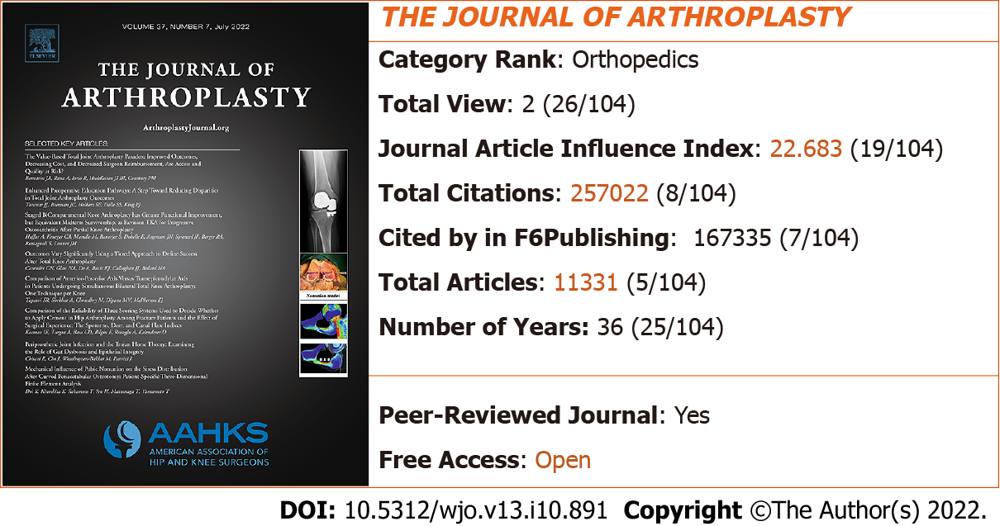 ELSEVIER
VOLUME 37, NUMBER 7, July 2022
THE JOURNAL OF
ARTHROPLASTY
ArthroplastyJournal.org
SELECTED KEY ARTICLES:
The Value-Based Total Joint Arthroplasty Paradox: Improved Outcomes,
Decreasing Cost, and Decreased Surgeon Reimbursement, Are Access and
Quality at Risk?
Bernstein JA, Rana A, Iorio R, Huddleston JI III, Courtney PM
Enhanced Preoperative Education Pathways: A Step Toward Reducing Disparities
in Total Joint Arthroplasty Outcomes
Turcotte JJ, Brennan JC, Holbert SE, Dalle SS, King PJ
Staged BiCompartmental Knee Arthroplasty has Greater Functional Improvement,
but Equivalent Midterm Survivorship, as Revision TKA for Progressive
Osteoarthritis After Partial Knee Arthroplasty
Outcomes Vary Significantly Using a Tiered Approach to Define Success
After Total Knee Arthroplasty
Comparison of Anterior-Posterior Axis Versus Transepicondylar Axis
in Patients Undergoing Simultaneous Bilateral Total Knee Arthroplasty:
One Technique per Knee
Comparison of the Reliability of Three Scoring Systems Used to Decide Whether
to Apply Cement in Hip Arthroplasty Among Fracture Patients and the Effect of
Surgical Experience: The Spotorno, Dorr, and Canal Flare Indices
Periprosthetic Joint Infection and the Trojan Horse Theory: Examining
the Role of Gut Dysbiosis and Epithelial Integrity
Mechanical Influence of Pubic Nonunion on the Stress Distribution
After Curved Periacetabular Osteotomy: Patient-Specific Three-Dimensional
Finite Element Analysis
Nonunion model
AAHKS
AMERICAN ASSOCIATION OF
HIP AND KNEE SURGEONS
THE JOURNAL OF ARTHROPLASTY
Category Rank: Orthopedics
Total View: 2 (26/104)
Journal Article Influence Index: 22.683 (19/104)
Total Citations: 257022 (8/104)
Cited by in F6Publishing: 167335 (7/104)
Total Articles: 11331 (5/104)
Number of Years: 36 (25/104)
Peer-Reviewed Journal: Yes
Free Access: Open
DOI: 10.5312/wjo.v13.i10.891 Copyright ©The Author(s) 2022.